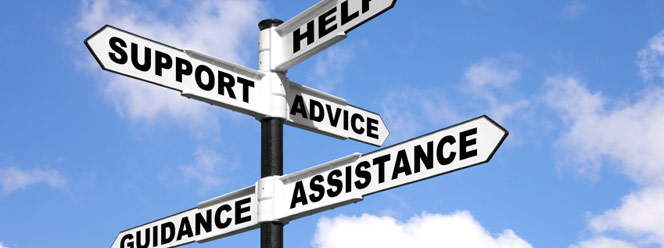 HELP
SUPPORT
ADVICE
ASSISTANCE
GUIDANCE